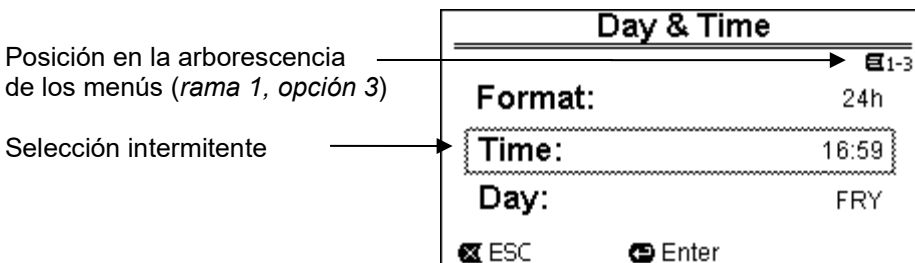 Day & Time
Posición en la arborescencia
de los menús (rama 1, opción 3)
1-3
Format: 24h
Selección intermitente
Time: 16:59
Day: FRY
ESC Enter